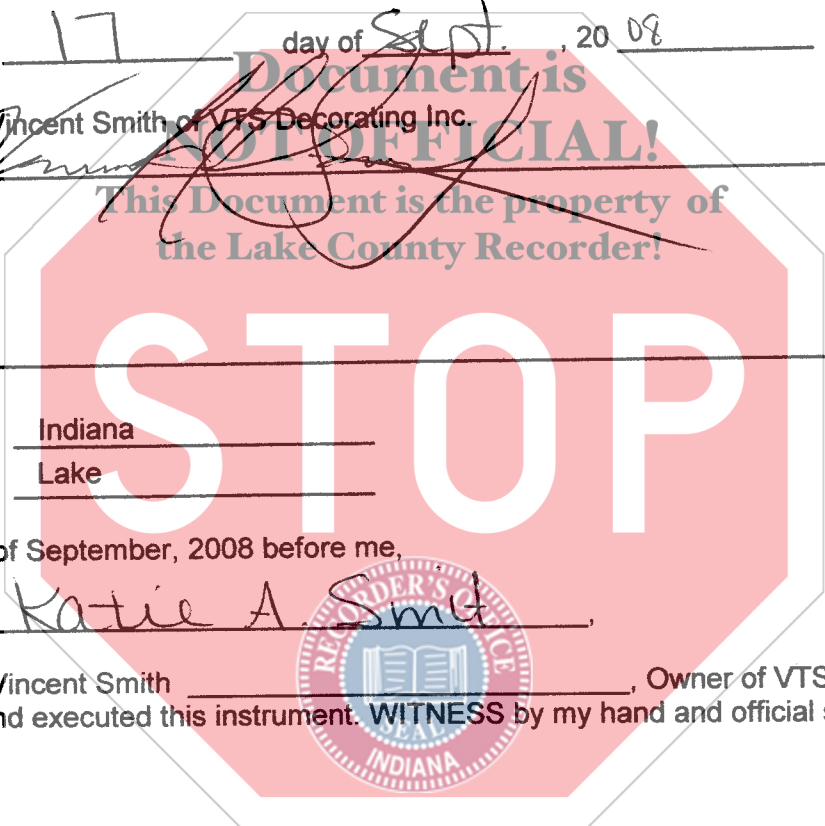 17 day of Sept. , 20 08
Document is
incent Smith of VTS Decorating Inc.
NOT OFFICIAL!
This Document is the property of
the Lake County Recorder!
STOP
Indiana
Lake
of September, 2008 before me,
Katie A. Smit,
RECORDER'S OFFICE
Vincent Smith , Owner of VTS
nd executed this instrument. WITNESS by my hand and official s
SEAL
INDIANA